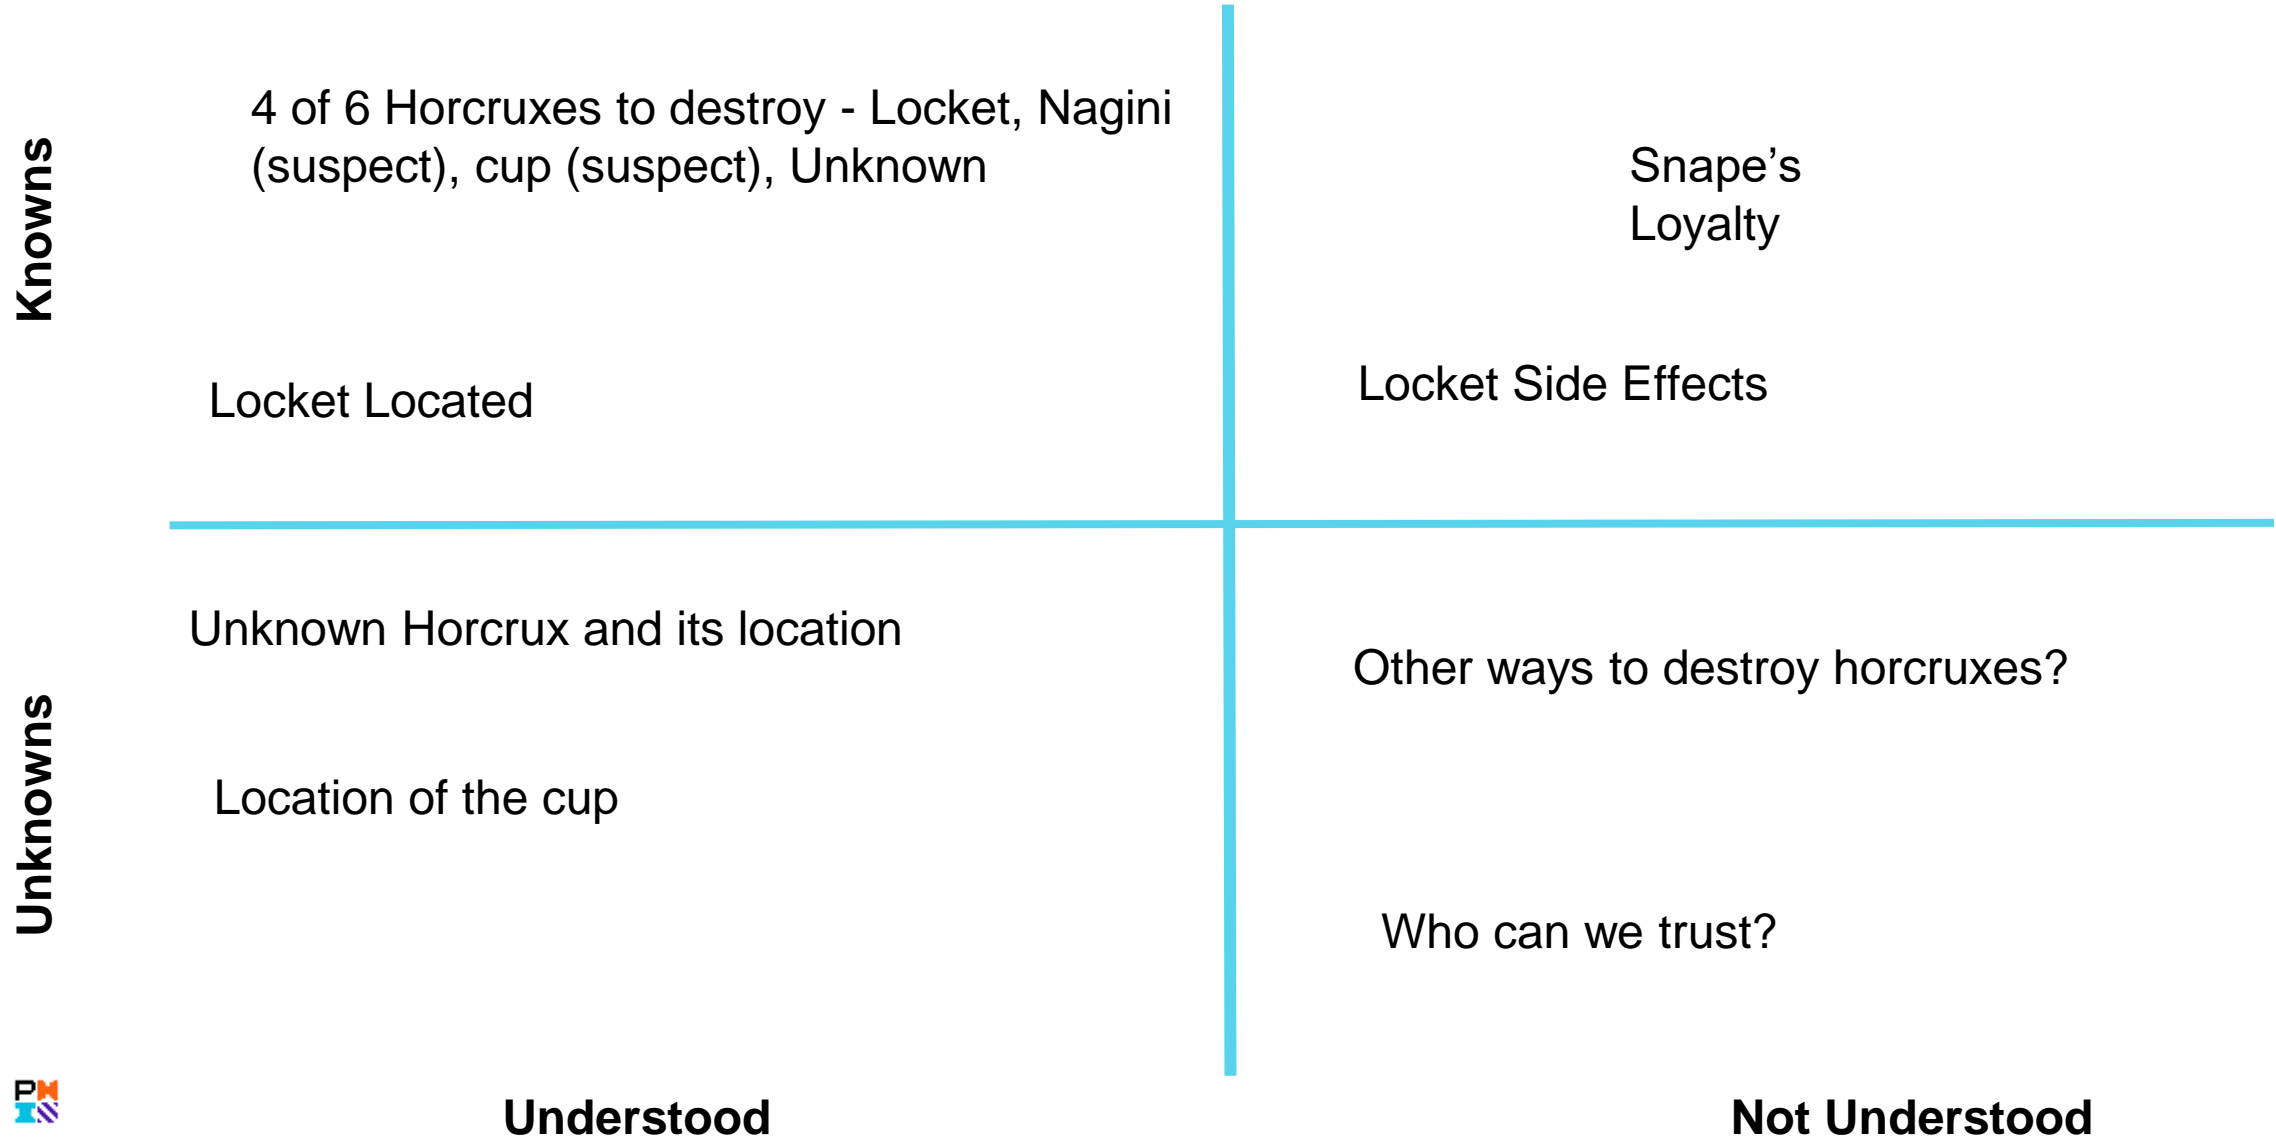 Knowns
4 of 6 Horcruxes to destroy - Locket, Nagini
(suspect), cup (suspect), Unknown
Locket Located
Snape’s
Loyalty
Locket Side Effects
Unknowns
Unknown Horcrux and its location
Location of the cup
Other ways to destroy horcruxes?
Who can we trust?
Understood
Not Understood